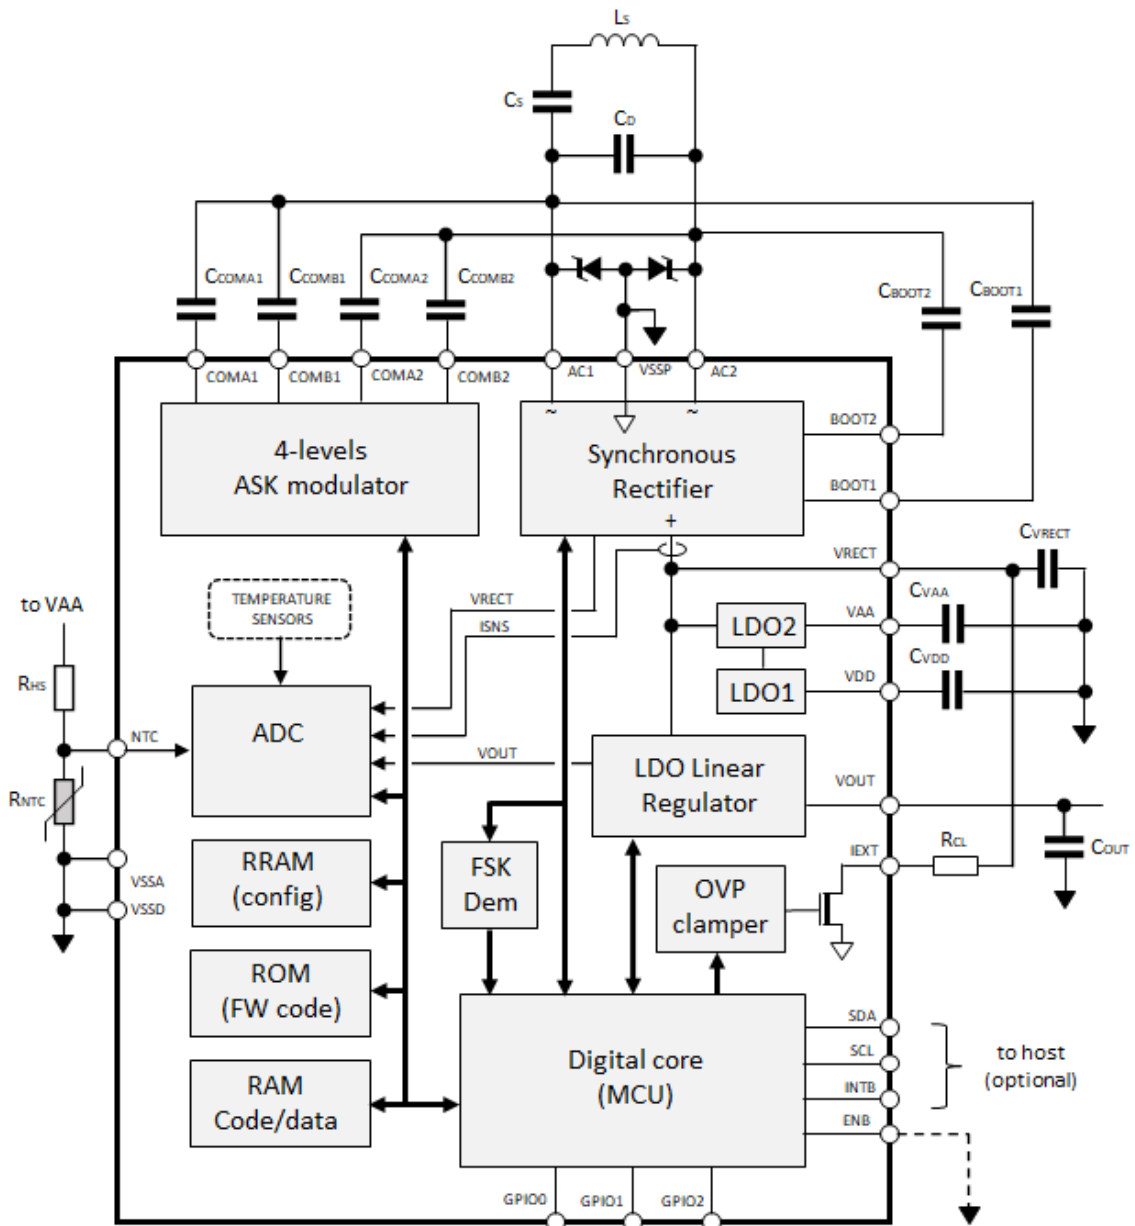 Ls
Cs
CD
CCOMA1
CCOMB1
CCOMA2
CCOMB2
CBOOT2
CBOOT1
COMA1
COMB1
COMA2
COMB2
AC1
VSSP
AC2
~
~
4-levels
ASK modulator
Synchronous
Rectifier
+
BOOT2
BOOT1
CVRECT
VRECT
to VAA
TEMPERATURE
SENSORS
VRECT
ISNS
LDO2
VAA
CVAA
RHS
LDO1
VDD
CVDD
NTC
ADC
VOUT
LDO Linear
Regulator
VOUT
RNTC
IEXT
RCL
COUT
VSSA
VSSD
RRAM
(config)
FSK
Dem
OVP
clamper
ROM
(FW code)
RAM
Code/data
Digital core
(MCU)
SDA
SCL
INTB
ENB
to host
(optional)
GPIO0
GPIO1
GPIO2